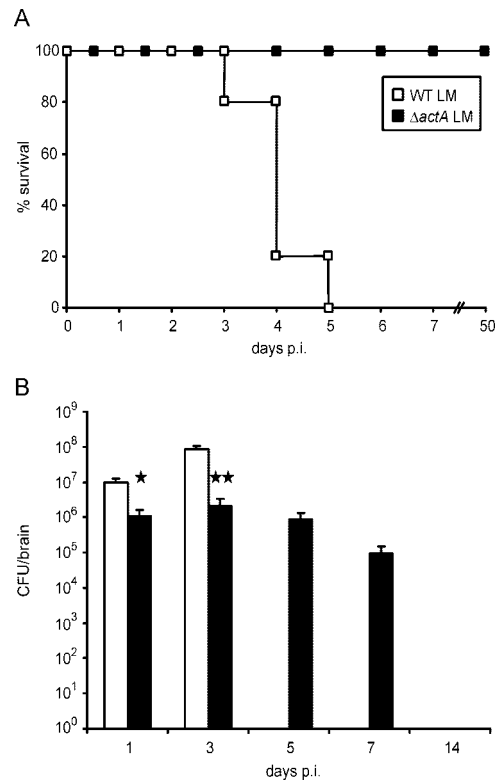 A
100
80
60
40
20
0
% survival
WT LM
ΔactA LM
0 1 2 3 4 5 6 7 50
days p.i.
B
10⁹
10⁸
10⁷
10⁶
10⁵
10⁴
10³
10²
10¹
10⁰
CFU/brain
★ ★★
1 3 5 7 14
days p.i.